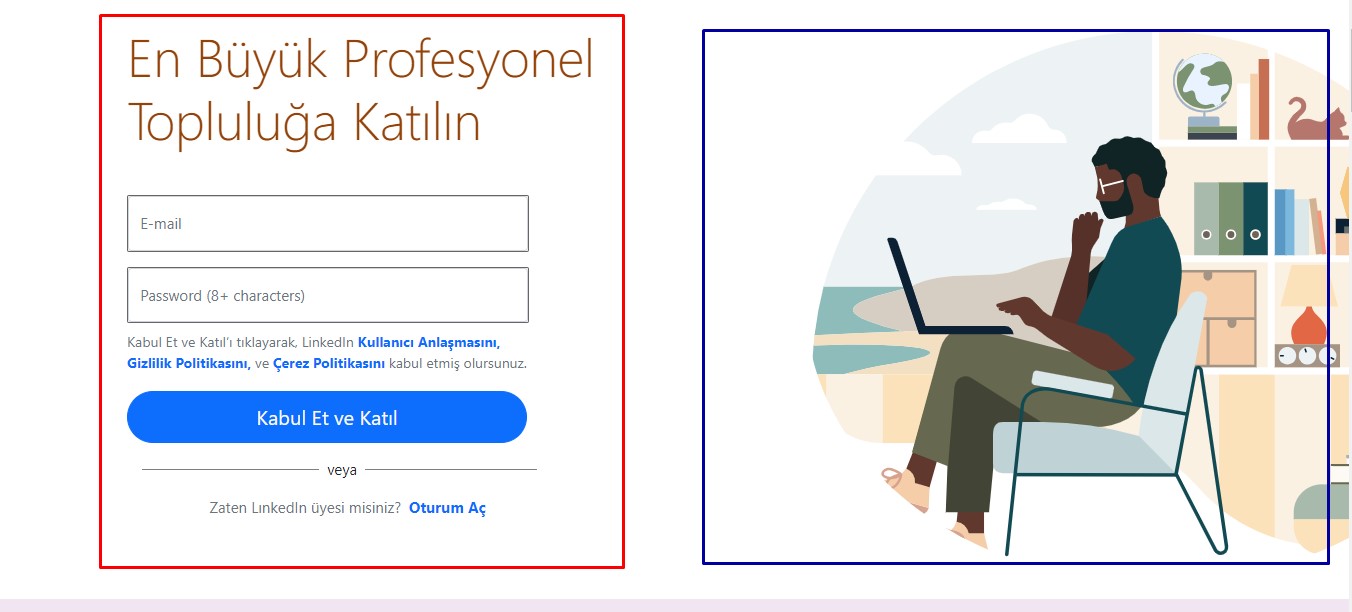 En Büyük Profesyonel
Topluluğa Katılın
E-mail
Password (8+ characters)
Kabul Et ve Katıl'ı tıklayarak, LinkedIn Kullanıcı Anlaşmasını,
Gizlilik Politikasını, ve Çerez Politikasını kabul etmiş olursunuz.
Kabul Et ve Katıl
veya
Zaten LınkedIn üyesi misiniz? Oturum Aç